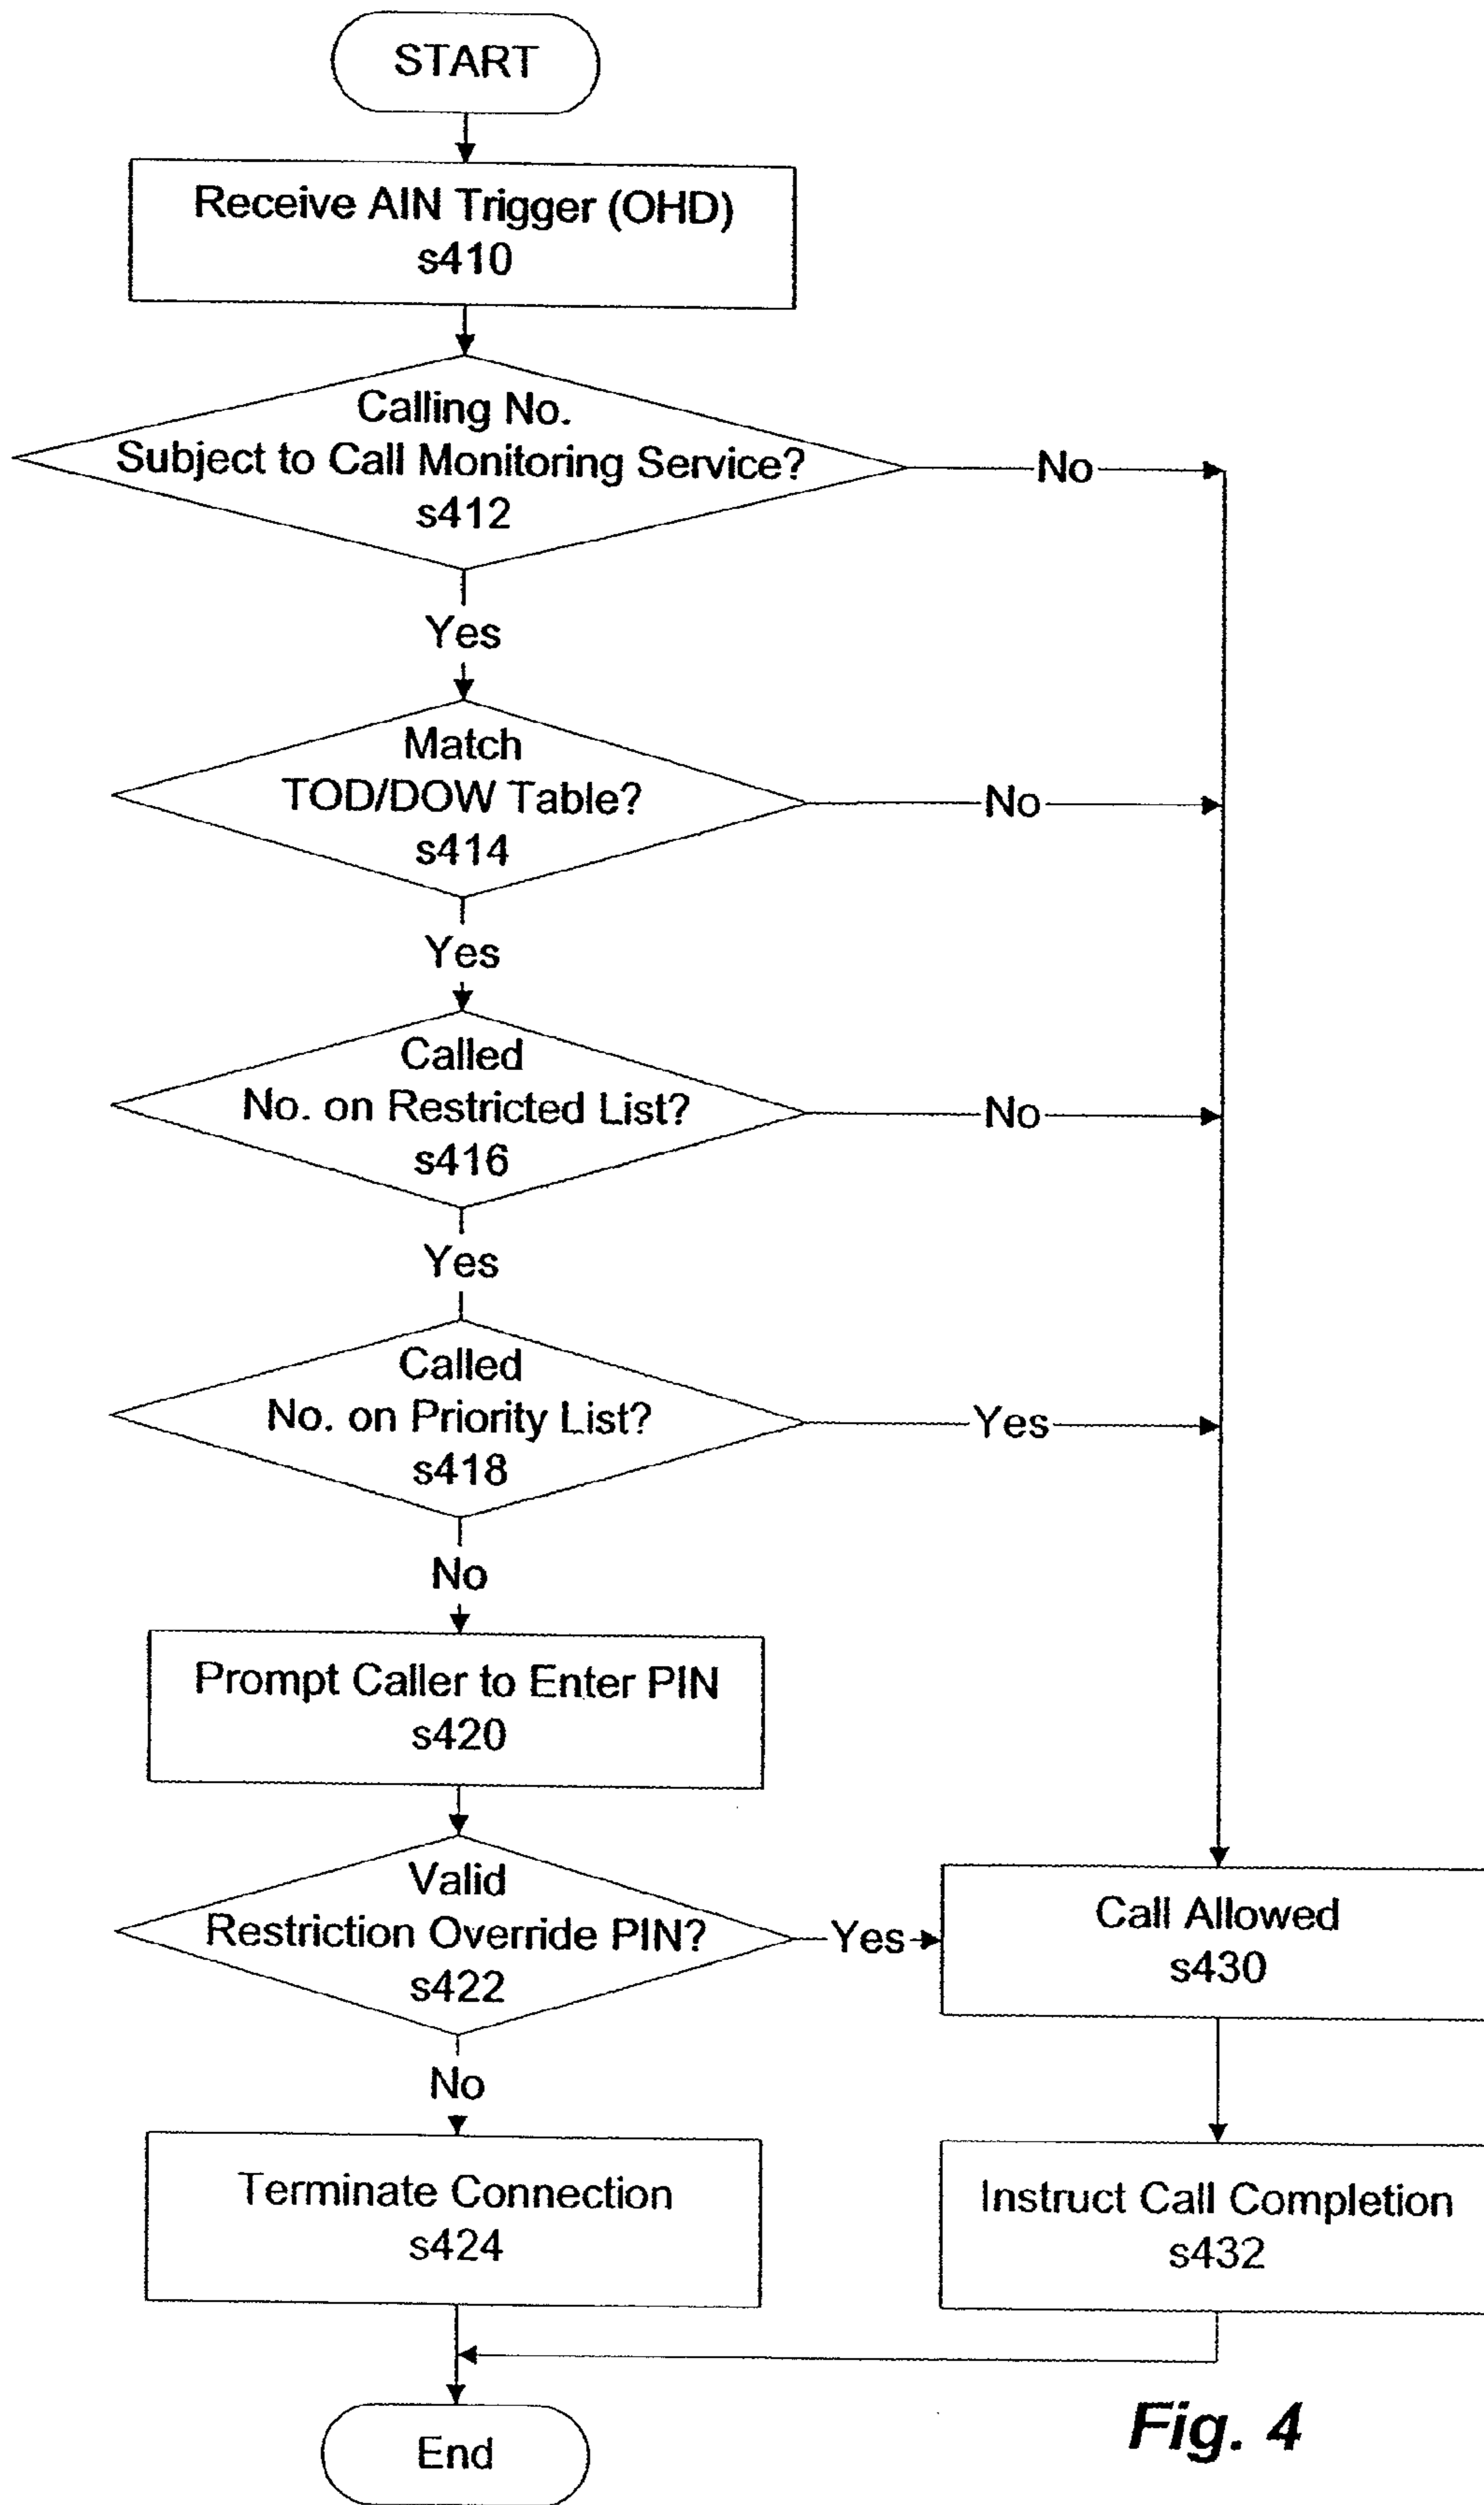 START
Receive AIN Trigger (OHD)
s410
Calling No.
Subject to Call Monitoring Service?
s412
No
Yes
Match
TOD/DOW Table?
s414
No
Yes
Called
No. on Restricted List?
s416
No
Yes
Called
No. on Priority List?
s418
Yes
No
Prompt Caller to Enter PIN
s420
Valid
Restriction Override PIN?
s422
Yes
Call Allowed
s430
No
Terminate Connection
s424
Instruct Call Completion
s432
End
Fig. 4